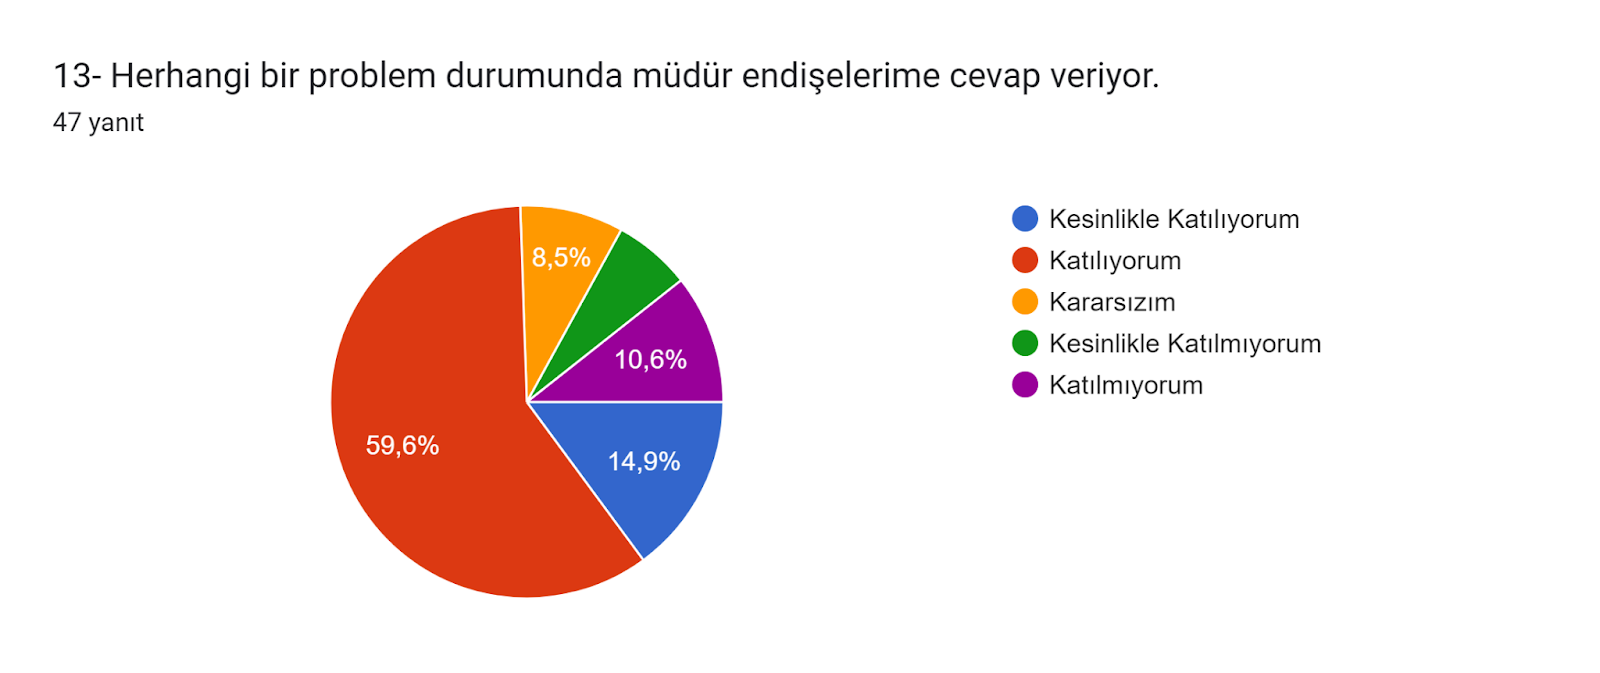 13- Herhangi bir problem durumunda müdür endişelerime cevap veriyor.
47 yanıt
Kesinlikle Katılıyorum
Katılıyorum
Kararsızım
Kesinlikle Katılmıyorum
Katılmıyorum
8,5%
10,6%
59,6%
14,9%